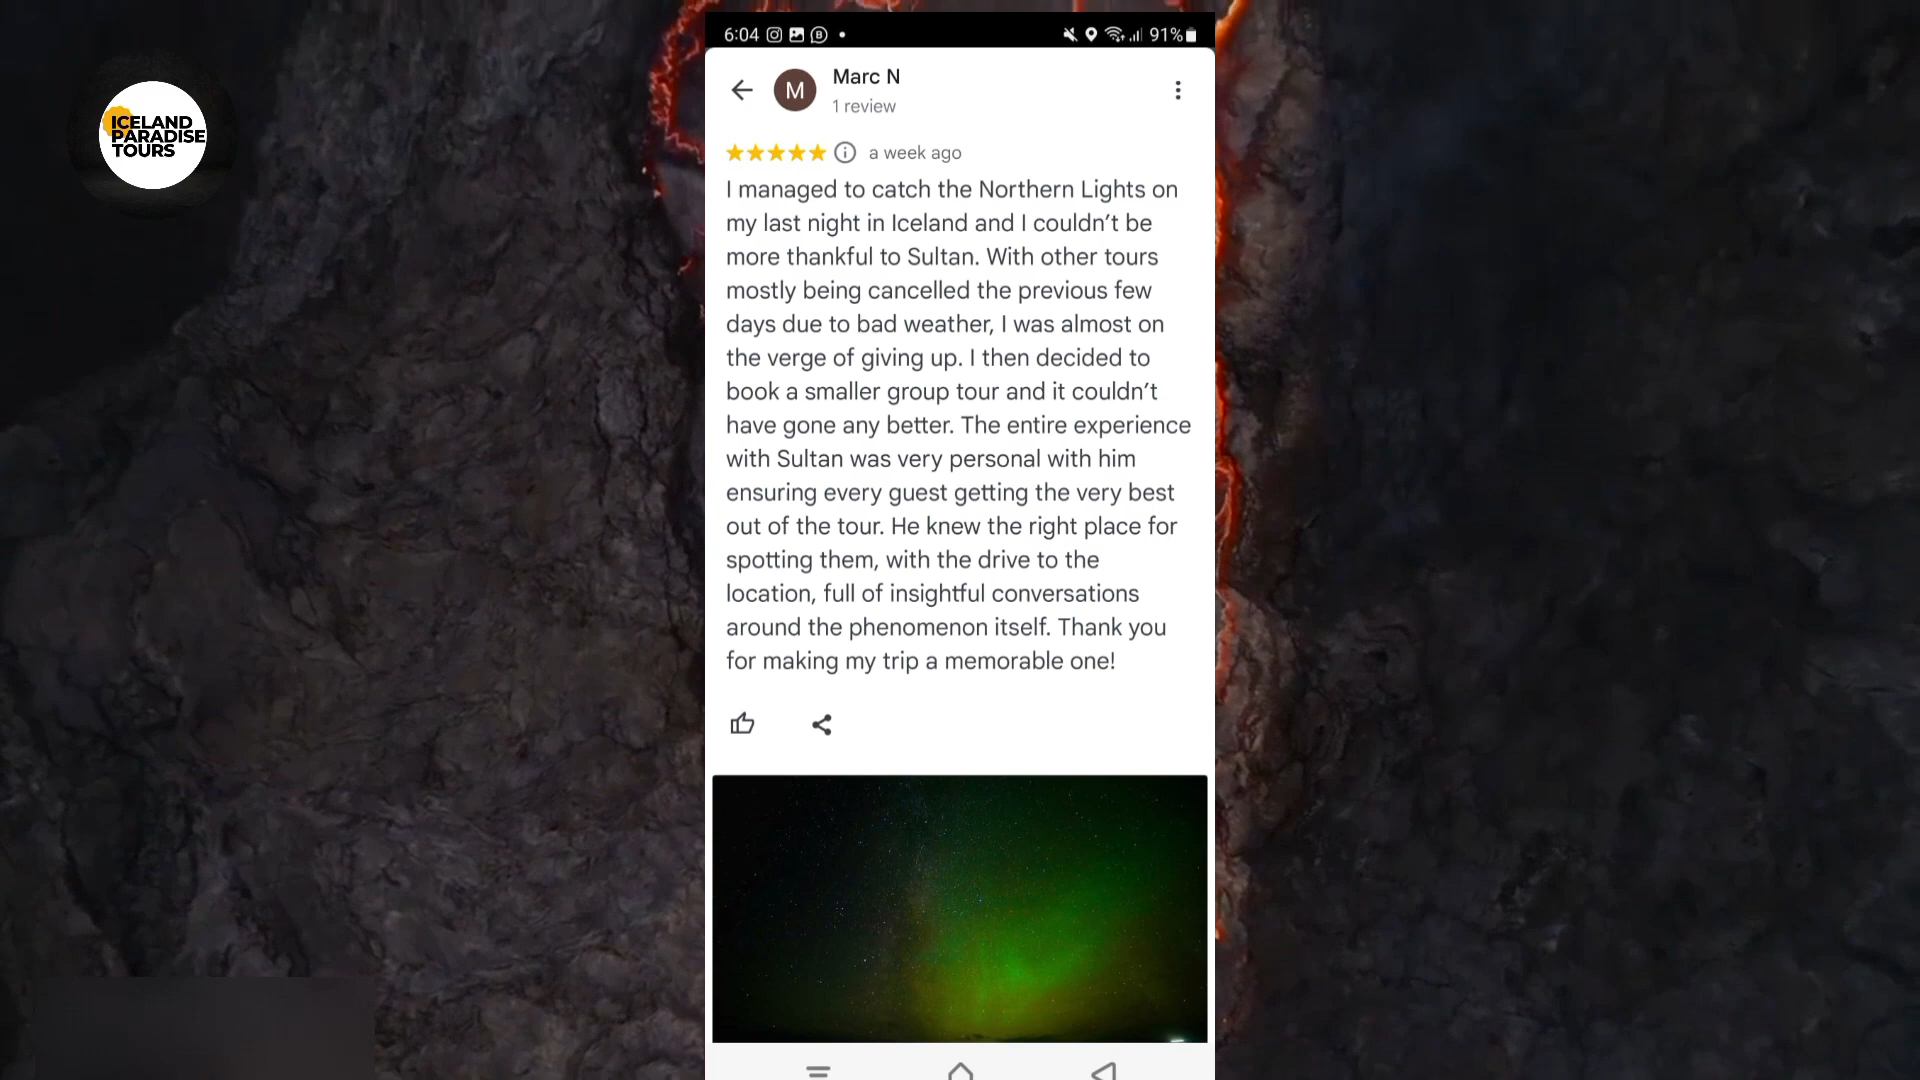 ICELAND
PARADISE
TOURS
6:04
91%
Marc N
1 review
M
a week ago
I managed to catch the Northern Lights on
my last night in Iceland and I couldn’t be
more thankful to Sultan. With other tours
mostly being cancelled the previous few
days due to bad weather, I was almost on
the verge of giving up. I then decided to
book a smaller group tour and it couldn’t
have gone any better. The entire experience
with Sultan was very personal with him
ensuring every guest getting the very best
out of the tour. He knew the right place for
spotting them, with the drive to the
location, full of insightful conversations
around the phenomenon itself. Thank you
for making my trip a memorable one!